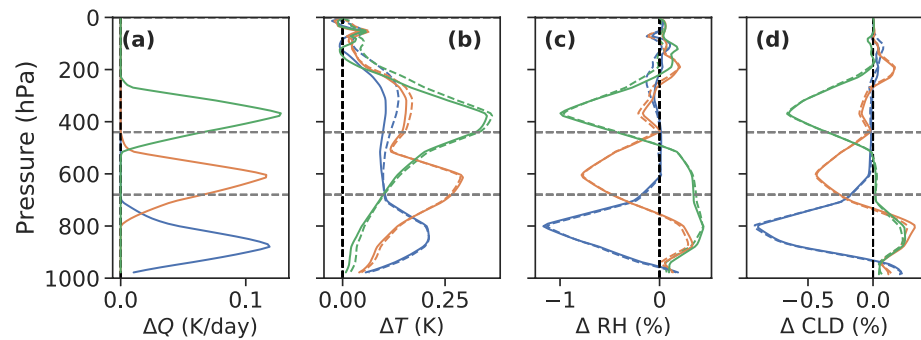 (a) (b) (c) (d)
0
200
400
600
800
1000
Pressure (hPa)
0.0 0.1 0.00 0.25 −1 0 −0.5 0.0
ΔQ (K/day) ΔT (K) Δ RH (%) Δ CLD (%)